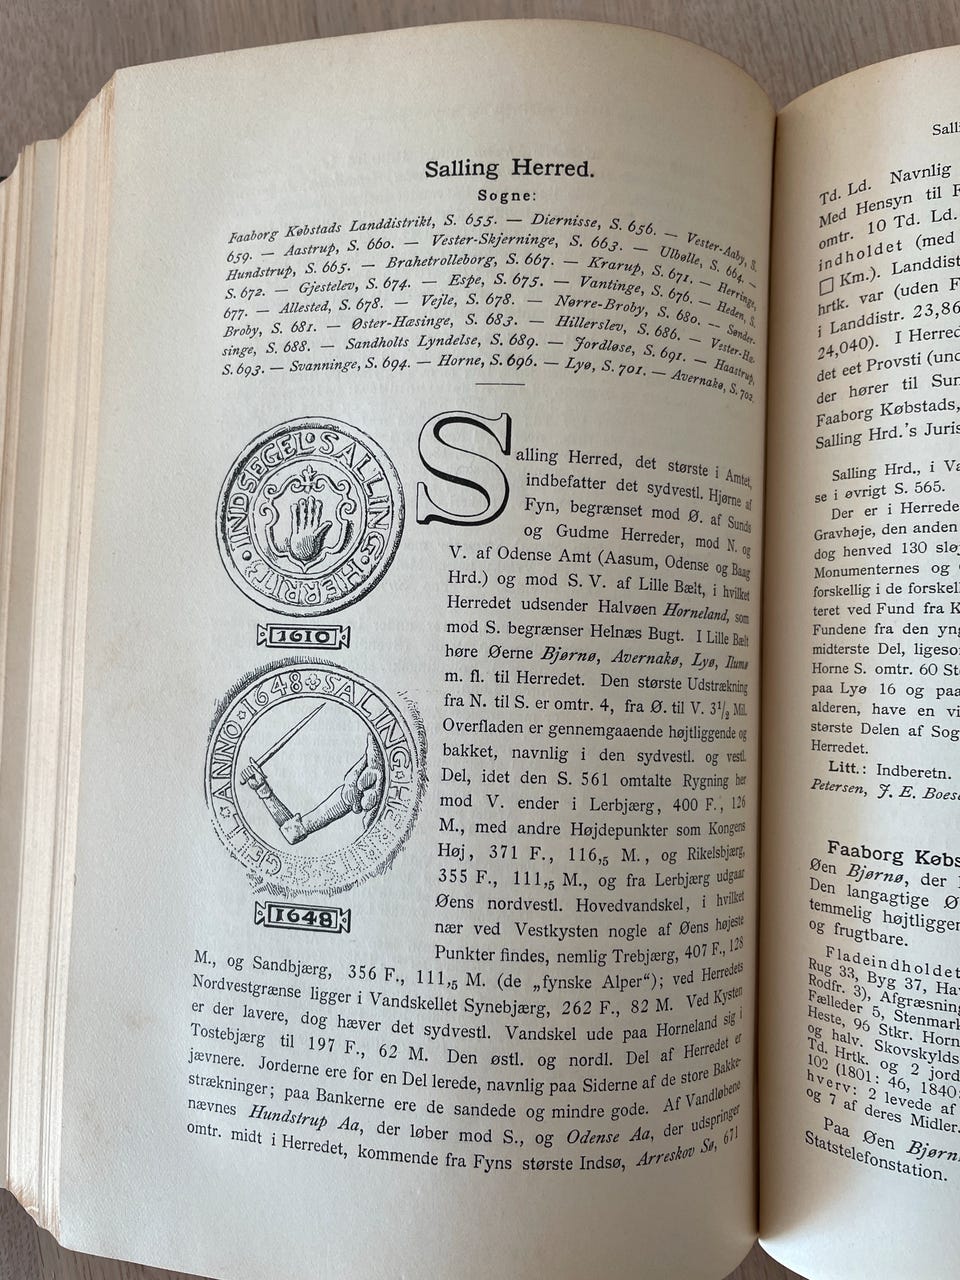 Salling Herred.
Sogne:
Faaborg Købstads Landdistrikt, S. 655. — Diernisse, S. 656. — Vester-Aaby, S.
659. — Aastrup, S. 660. — Vester-Skjerninge, S. 663. — Ulbølle, S. 664. —
Hundstrup, S. 665. — Brahetrolleborg, S. 667. — Krarup, S. 671. — Herringe,
S. 672. — Gjestelev, S. 674. — Espe, S. 675. — Vantinge, S. 676. — Heden, S.
677. — Allested, S. 678. — Vejle, S. 678. — Nørre-Broby, S. 680. — Sønder-
Broby, S. 681. — Øster-Hæsinge, S. 683. — Hillerslev, S. 686. — Vester-Hæ-
singe, S. 688. — Sandholts Lyndelse, S. 689. — Jordløse, S. 691. — Haastrup,
S. 693. — Svanninge, S. 694. — Horne, S. 696. — Lyø, S. 701. — Avernakø, S. 702.
INDSEGEL · SALLING · HERRIT
1610
ANNO · 1648 SALING · HE
1648
Salling Herred, det største i Amtet,
indbefatter det sydvestl. Hjørne af
Fyn, begrænset mod Ø. af Sunds
og Gudme Herreder, mod N. og
V. af Odense Amt (Aasum, Odense og Baag
Hrd.) og mod S. V. af Lille Bælt, i hvilket
Herredet udsender Halvøen Horneland, som
mod S. begrænser Helnæs Bugt. I Lille Bælt
høre Øerne Bjørnø, Avernakø, Lyø, Illumø
m. fl. til Herredet. Den største Udstrækning
fra N. til S. er omtr. 4, fra Ø. til V. 3¹/₂ Mil.
Overfladen er gennemgaaende højtliggende og
bakket, navnlig i den sydvestl. og vestl.
Del, idet den S. 561 omtalte Rygning her
mod V. ender i Lerbjærg, 400 F., 126
M., med andre Højdepunkter som Kongens
Høj, 371 F., 116,₅ M., og Rikelsbjærg,
355 F., 111,₅ M., og fra Lerbjærg udgaar
Øens nordvestl. Hovedvandskel, i hvilket
nær ved Vestkysten nogle af Øens højeste
Punkter findes, nemlig Trebjærg, 407 F., 128
M., og Sandbjærg, 356 F., 111,₅ M. (de „fynske Alper“); ved Herredets
Nordvestgrænse ligger i Vandskellet Synebjærg, 262 F., 82 M. Ved Kysten
er der lavere, dog hæver det sydvestl. Vandskel ude paa Horneland sig i
Tostebjærg til 197 F., 62 M. Den østl. og nordl. Del af Herredet er
jævnere. Jorderne ere for en Del lerede, navnlig paa Siderne af de store Bakke-
strækninger; paa Bankerne ere de sandede og mindre gode. Af Vandløbene
nævnes Hundstrup Aa, der løber mod S., og Odense Aa, der udspringer
omtr. midt i Herredet, kommende fra Fyns største Indsø, Arreskov Sø, 671
Sall
Td. Ld. Navnlig
Med Hensyn til F
omtr. 10 Td. Ld.
indholdet (med
□ Km.). Landdist
hrtk. var (uden F
i Landdistr. 23,86
24,040). I Herred
det eet Provsti (und
der hører til Sun
Faaborg Købstads,
Salling Hrd.'s Juris
Salling Hrd., i Va
se i øvrigt S. 565.
Der er i Herrede
Gravhøje, den anden
dog henved 130 sløj
Monumenternes og
forskellig i de forskel
teret ved Fund fra K
Fundene fra den yng
midterste Del, ligeso
Horne S. omtr. 60 St
paa Lyø 16 og paa
alderen, have en vi
største Delen af Sog
Herredet.
Litt.: Indberetn.
Petersen, J. E. Boese
Faaborg Købs
Øen Bjørnø, der
Den langagtige Ø
temmelig højtligger
og frugtbare.
Fladeindholdet
Rug 33, Byg 37, Hav
Rodfr. 3), Afgræsning
Fælleder 5, Stenmark
Heste, 96 Stkr. Horn
og halv. Skovskylds
Td. Hrtk. og 2 jord
102 (1801: 46, 1840:
hverv: 2 levede af
og 7 af deres Midler.
Paa Øen Bjørn
Statstelefonstation.